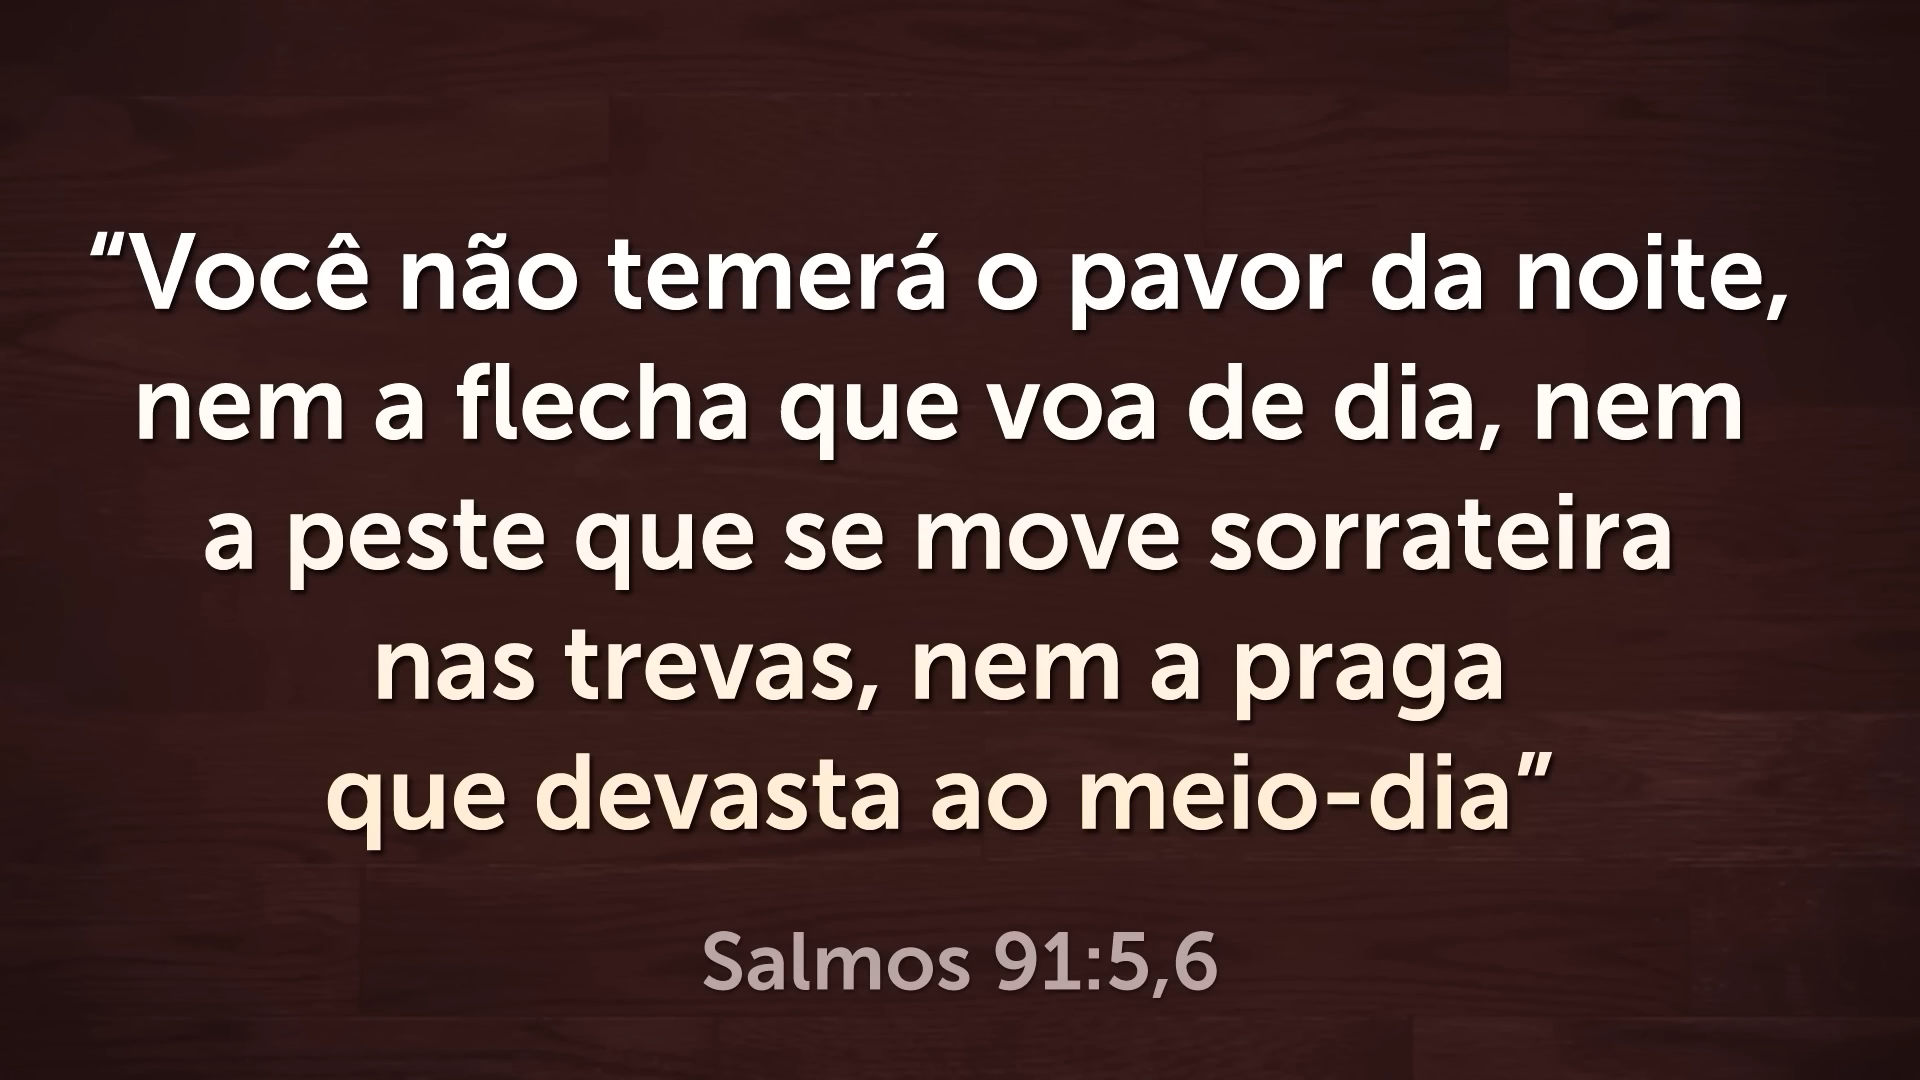 “Você não temerá o pavor da noite,
nem a flecha que voa de dia, nem
a peste que se move sorrateira
nas trevas, nem a praga
que devasta ao meio-dia”
Salmos 91:5,6